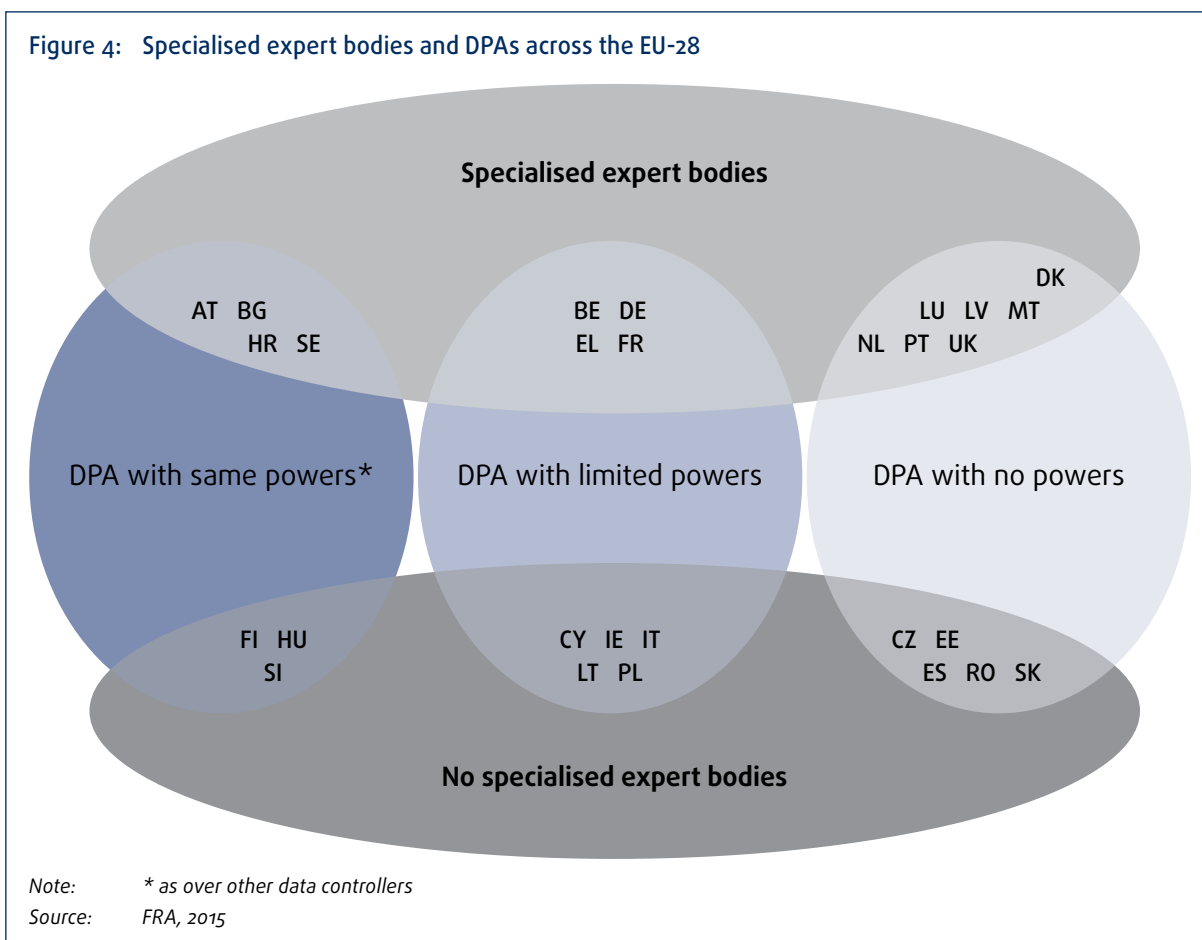 Figure 4: Specialised expert bodies and DPAs across the EU-28
Specialised expert bodies
AT BG
HR SE
BE DE
EL FR
DK
LU LV MT
NL PT UK
DPA with same powers*
DPA with limited powers
DPA with no powers
FI HU
SI
CY IE IT
LT PL
CZ EE
ES RO SK
No specialised expert bodies
Note: * as over other data controllers
Source: FRA, 2015